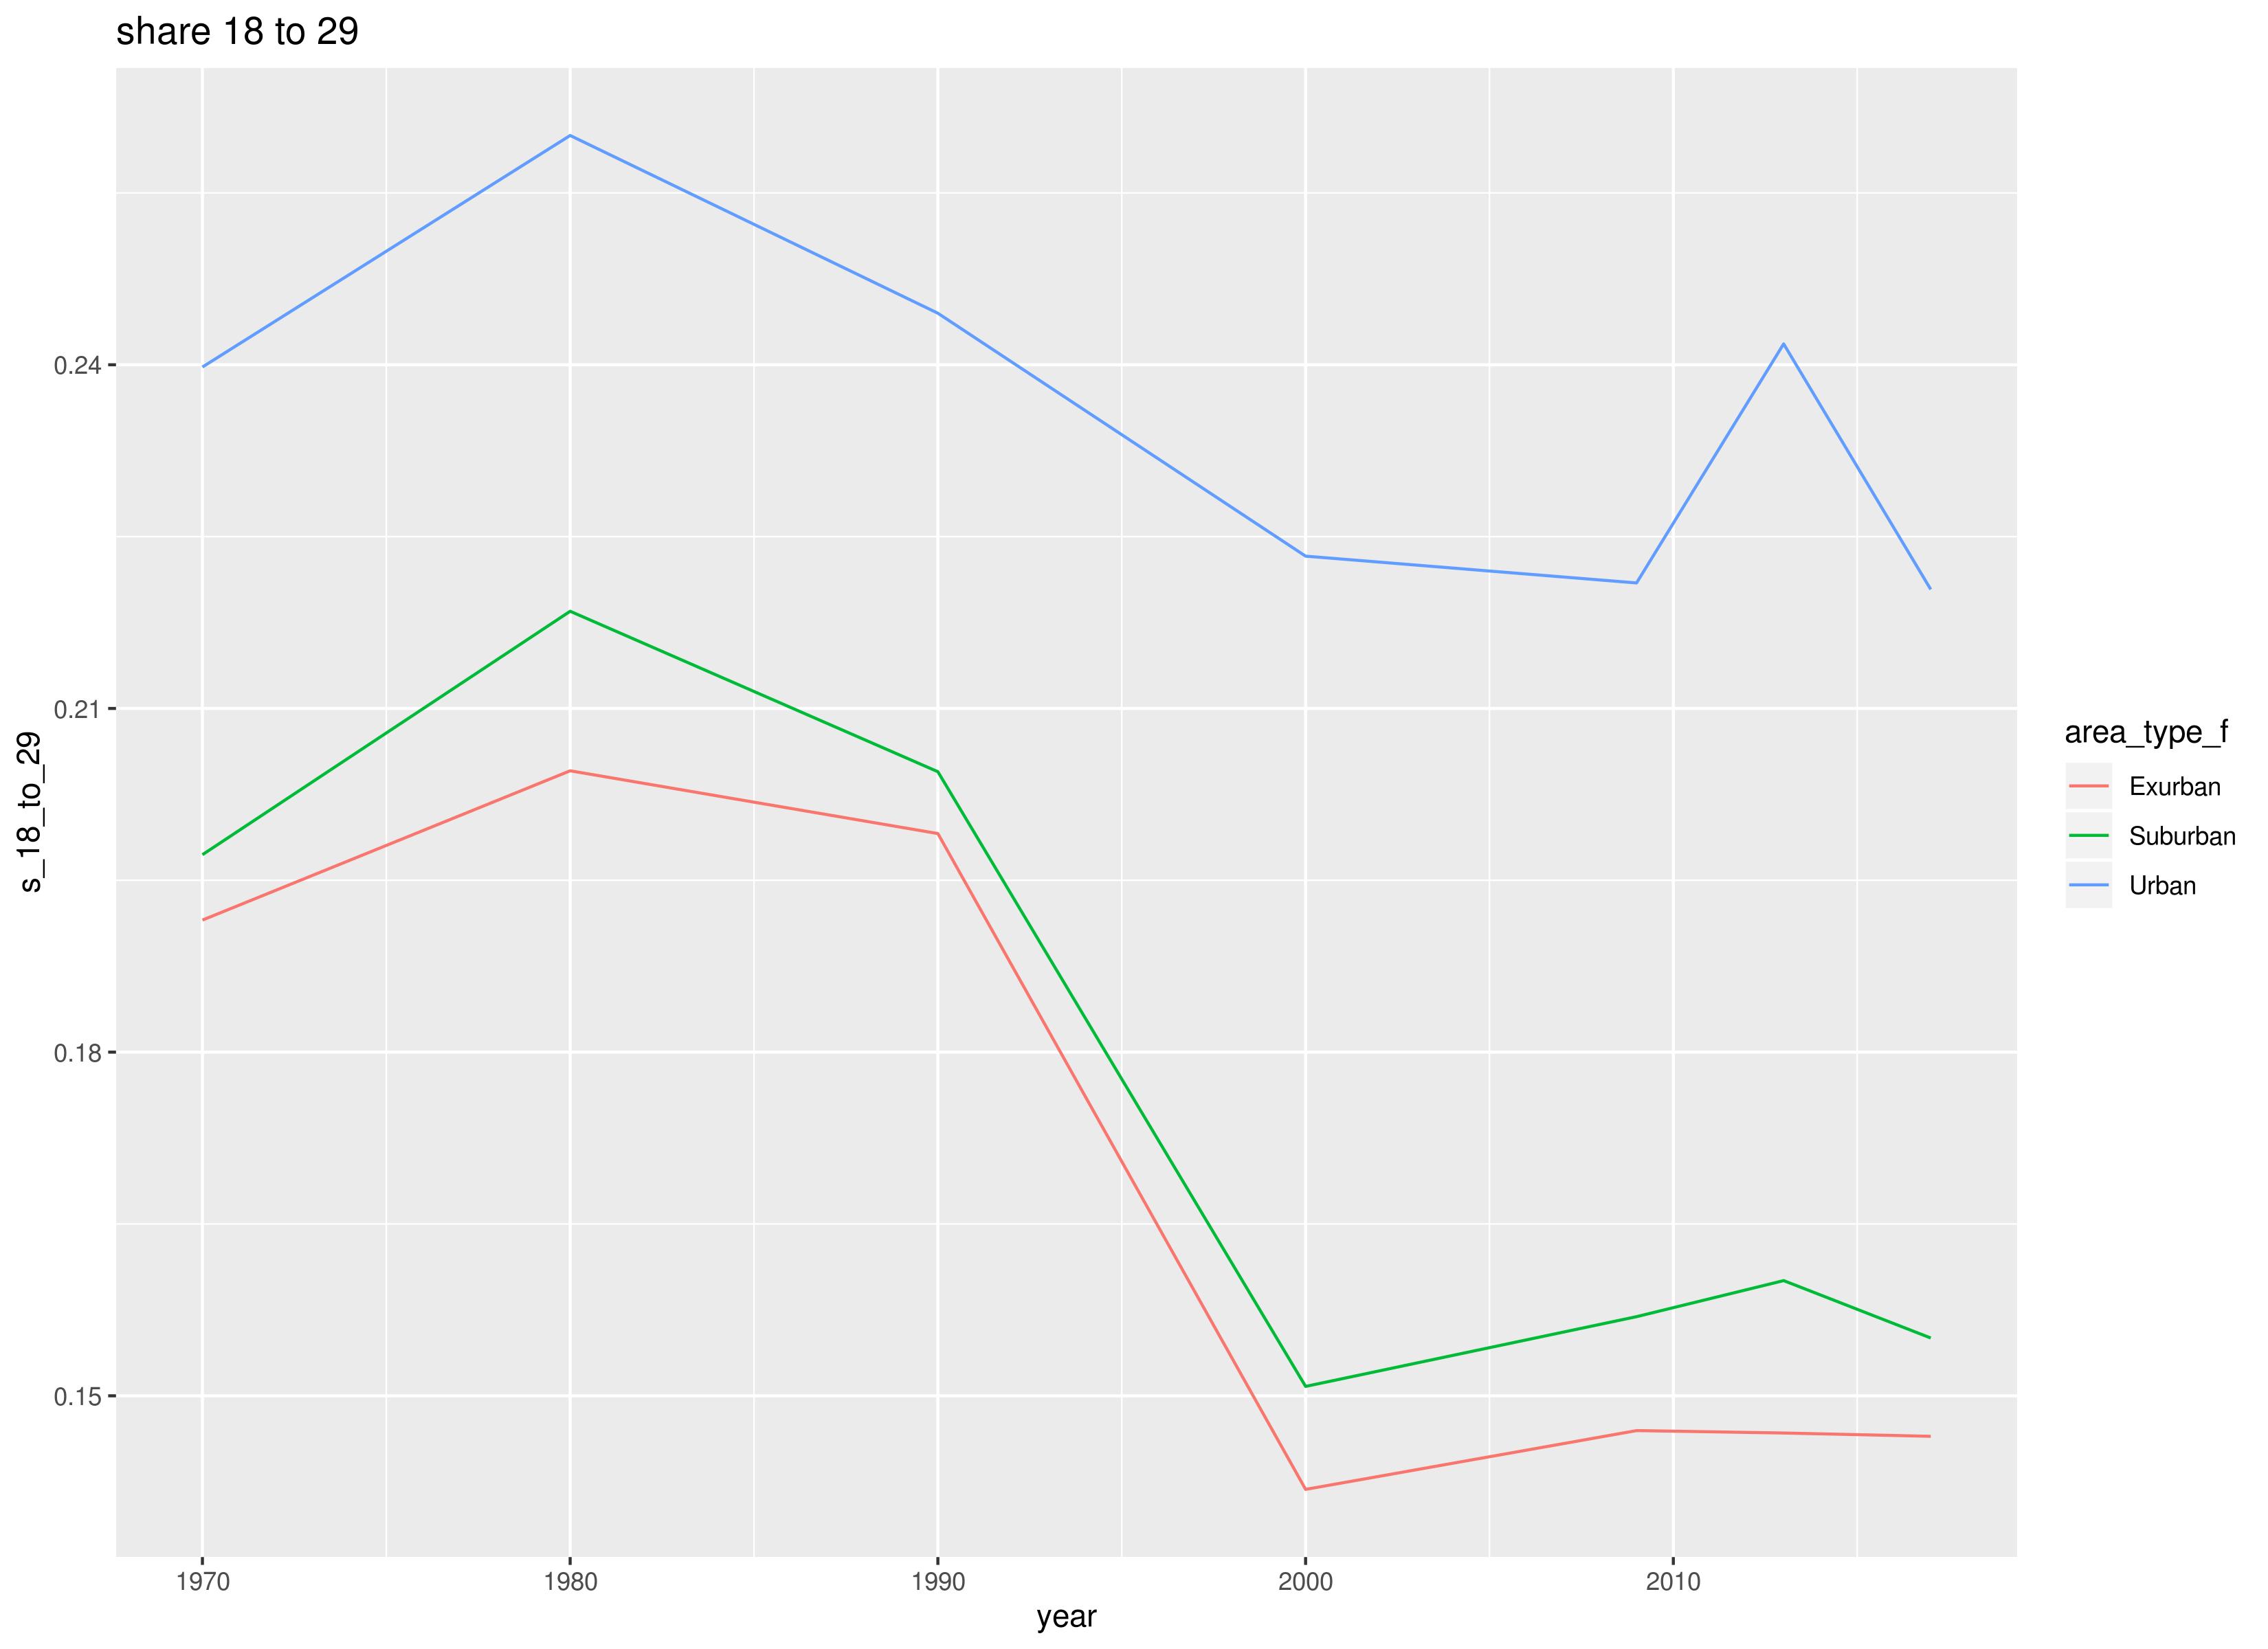 share 18 to 29
s_18_to_29
0.24
0.21
0.18
0.15
1970 1980 1990 2000 2010
year
area_type_f
Exurban
Suburban
Urban